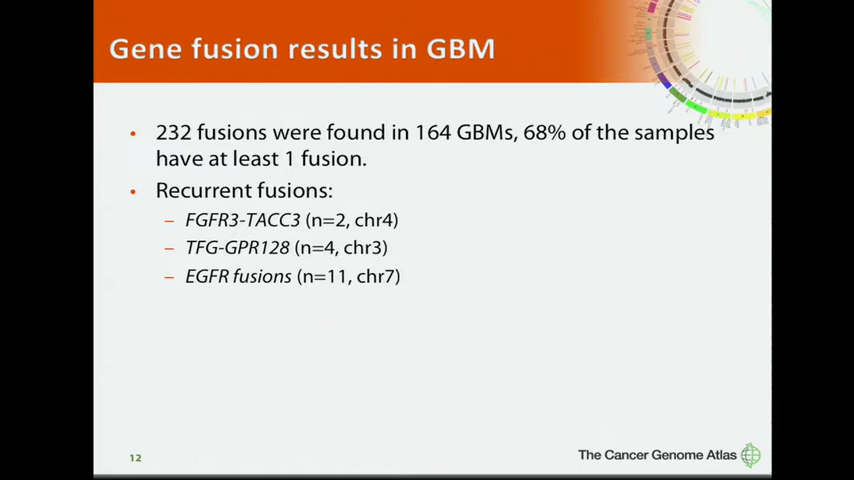 Gene fusion results in GBM
• 232 fusions were found in 164 GBMs, 68% of the samples
have at least 1 fusion.
• Recurrent fusions:
– FGFR3-TACC3 (n=2, chr4)
– TFG-GPR128 (n=4, chr3)
– EGFR fusions (n=11, chr7)
12
The Cancer Genome Atlas